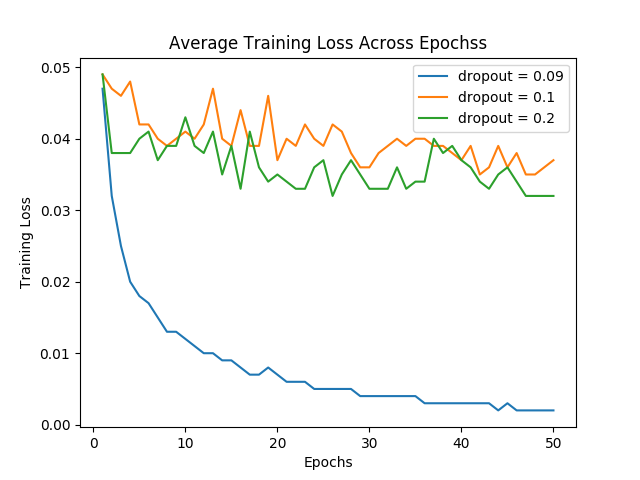 Average Training Loss Across Epochss
dropout = 0.09
dropout = 0.1
dropout = 0.2
Training Loss
0.05
0.04
0.03
0.02
0.01
0.00
0 10 20 30 40 50
Epochs